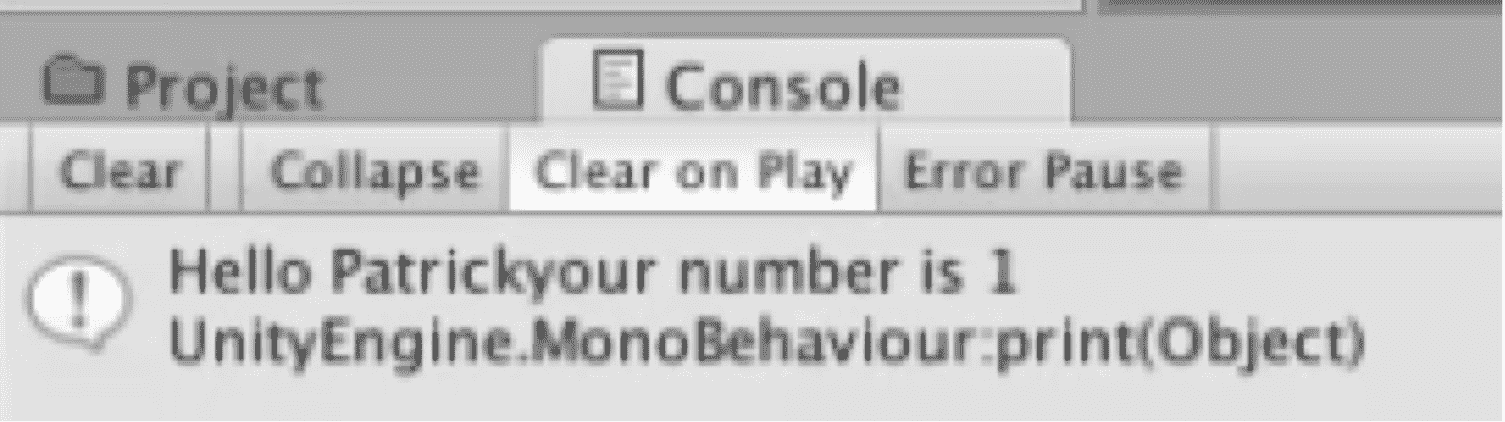 Project Console
Clear Collapse Clear on Play Error Pause
Hello Patrickyour number is 1
UnityEngine.MonoBehaviour:print(Object)